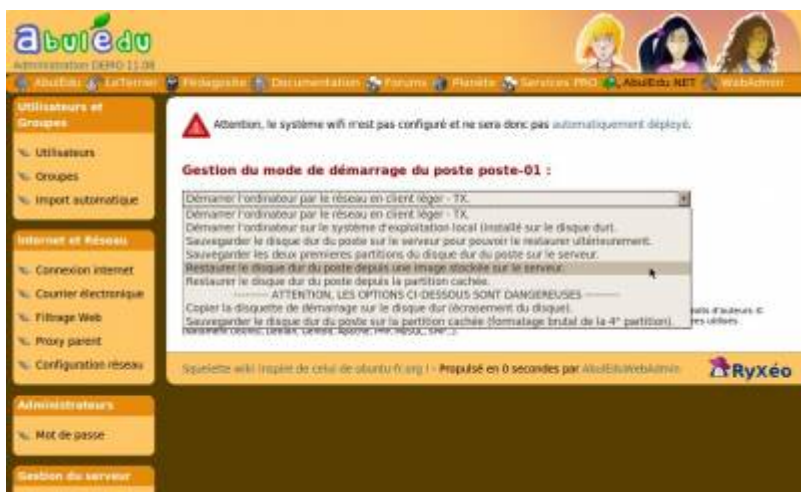 abulédu
Administration DEMO 11.08
AbulEdu LeTerrier Pédagosite Documentation Forums Planète Services PRO AbulEdu NET WebAdmin
Utilisateurs et
Groupes
Utilisateurs
Groupes
Import automatique
Internet et Réseau
Connexion internet
Courrier électronique
Filtrage Web
Proxy parent
Configuration réseau
Administrateurs
Mot de passe
Gestion du serveur
Attention, le système wifi n'est pas configuré et ne sera donc pas automatiquement déployé.
Gestion du mode de démarrage du poste poste-01 :
Démarrer l'ordinateur par le réseau en client léger - TX.
Démarrer l'ordinateur par le réseau en client léger - TX.
Démarrer l'ordinateur sur le système d'exploitation local (installé sur le disque dur).
Sauvegarder le disque dur du poste sur le serveur pour pouvoir le restaurer ultérieurement.
Sauvegarder les deux premieres partitions du disque dur du poste sur le serveur.
Restaurer le disque dur du poste depuis une image stockée sur le serveur.
Restaurer le disque dur du poste depuis la partition cachée.
-------- ATTENTION, LES OPTIONS CI-DESSOUS SONT DANGEREUSES --------
Copier la disquette de démarrage sur le disque dur (écrasement du disque).
Sauvegarder le disque dur du poste sur la partition cachée (formatage brutal de la 4° partition).
d'auteurs ©
Squelette wiki inspiré de celui de ubuntu-fr.org ! - Propulsé en 0 secondes par AbulEduWebAdmin
RyXéo